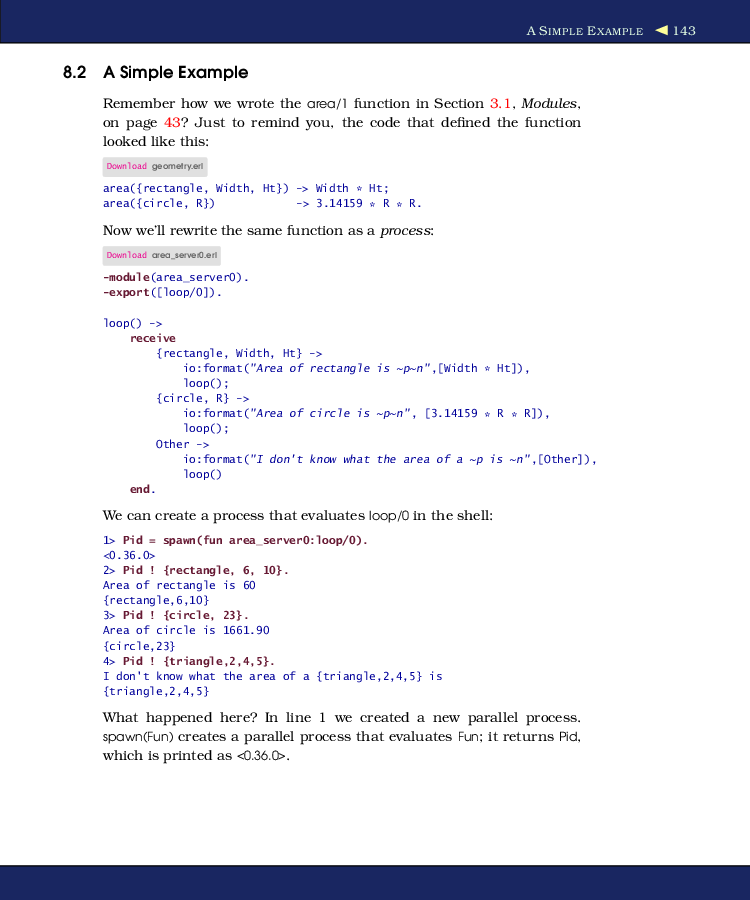 A SIMPLE EXAMPLE ◀ 143
8.2 A Simple Example
Remember how we wrote the area/1 function in Section 3.1, Modules,
on page 43? Just to remind you, the code that defined the function
looked like this:
Download geometry.erl
area({rectangle, Width, Ht}) -> Width * Ht;
area({circle, R})            -> 3.14159 * R * R.
Now we'll rewrite the same function as a process:
Download area_server0.erl
-module(area_server0).
-export([loop/0]).
loop() ->
    receive
        {rectangle, Width, Ht} ->
            io:format("Area of rectangle is ~p~n",[Width * Ht]),
            loop();
        {circle, R} ->
            io:format("Area of circle is ~p~n", [3.14159 * R * R]),
            loop();
        Other ->
            io:format("I don't know what the area of a ~p is ~n",[Other]),
            loop()
    end.
We can create a process that evaluates loop/0 in the shell:
1> Pid = spawn(fun area_server0:loop/0).
<0.36.0>
2> Pid ! {rectangle, 6, 10}.
Area of rectangle is 60
{rectangle,6,10}
3> Pid ! {circle, 23}.
Area of circle is 1661.90
{circle,23}
4> Pid ! {triangle,2,4,5}.
I don't know what the area of a {triangle,2,4,5} is
{triangle,2,4,5}
What happened here? In line 1 we created a new parallel process.
spawn(Fun) creates a parallel process that evaluates Fun; it returns Pid,
which is printed as <0.36.0>.